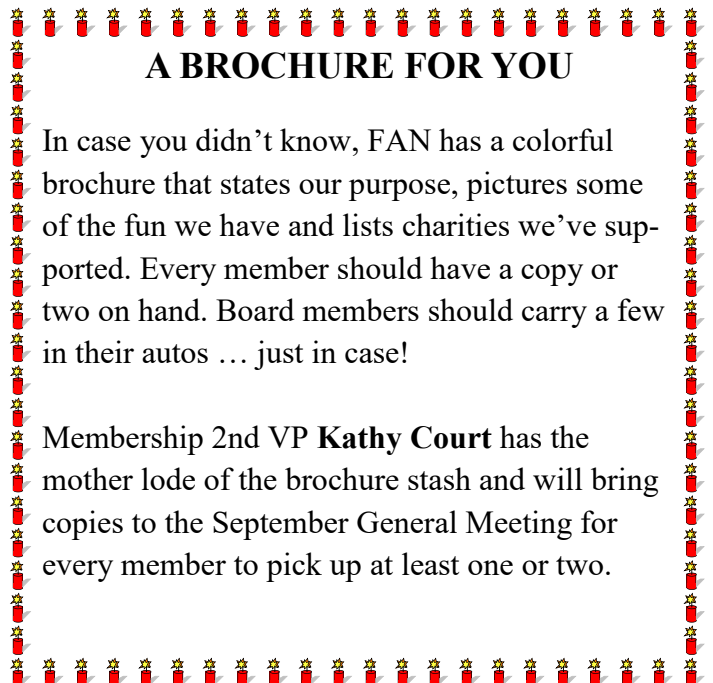 A BROCHURE FOR YOU
In case you didn’t know, FAN has a colorful
brochure that states our purpose, pictures some
of the fun we have and lists charities we’ve sup-
ported. Every member should have a copy or
two on hand. Board members should carry a few
in their autos … just in case!
Membership 2nd VP Kathy Court has the
mother lode of the brochure stash and will bring
copies to the September General Meeting for
every member to pick up at least one or two.